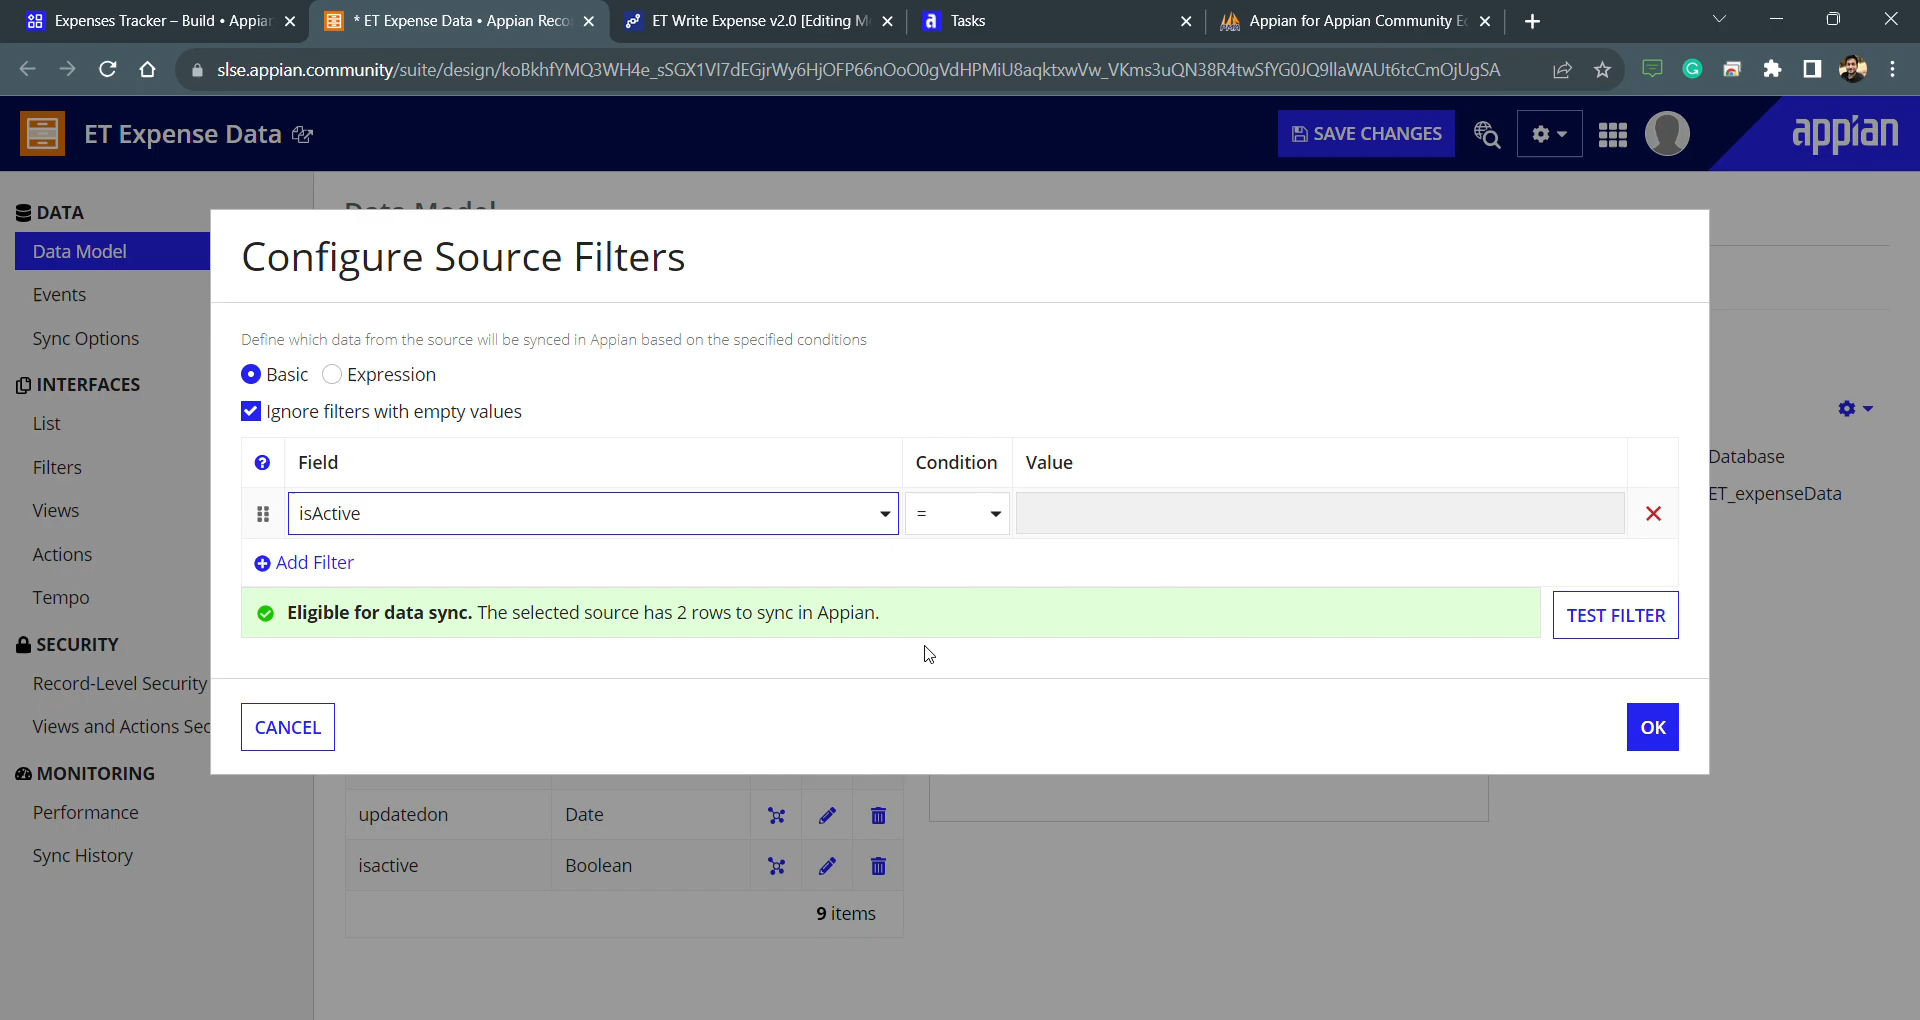 Expenses Tracker – Build • Appian
* ET Expense Data • Appian Reco
ET Write Expense v2.0 [Editing M
Tasks
Appian for Appian Community E
slse.appian.community/suite/design/koBkhfYMQ3WH4e_sSGX1VI7dEGjrWy6HjOFP66nOoO0gVdHPMiU8aqktxwVw_VKms3uQN38R4twSfYG0JQ9llaWAUt6tcCmOjUgSA
ET Expense Data
SAVE CHANGES
appian
DATA
Data Model
Data Model
Events
Sync Options
INTERFACES
List
Filters
Views
Actions
Tempo
SECURITY
Record-Level Security
Views and Actions Sec
MONITORING
Performance
Sync History
Configure Source Filters
Define which data from the source will be synced in Appian based on the specified conditions
Basic Expression
Ignore filters with empty values
Field Condition Value
isActive =
Add Filter
Eligible for data sync. The selected source has 2 rows to sync in Appian.
TEST FILTER
CANCEL
OK
Database
ET_expenseData
updatedon Date
isactive Boolean
9 items